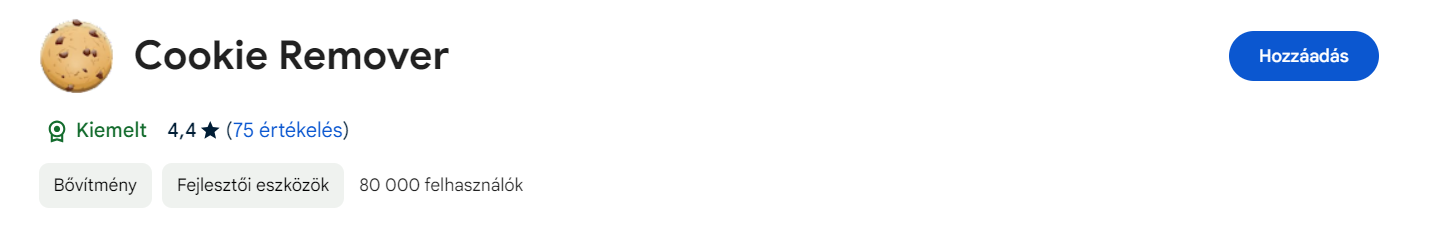 Cookie Remover
Hozzáadás
Kiemelt 4,4 ★ (75 értékelés)
Bővítmény Fejlesztői eszközök 80 000 felhasználók